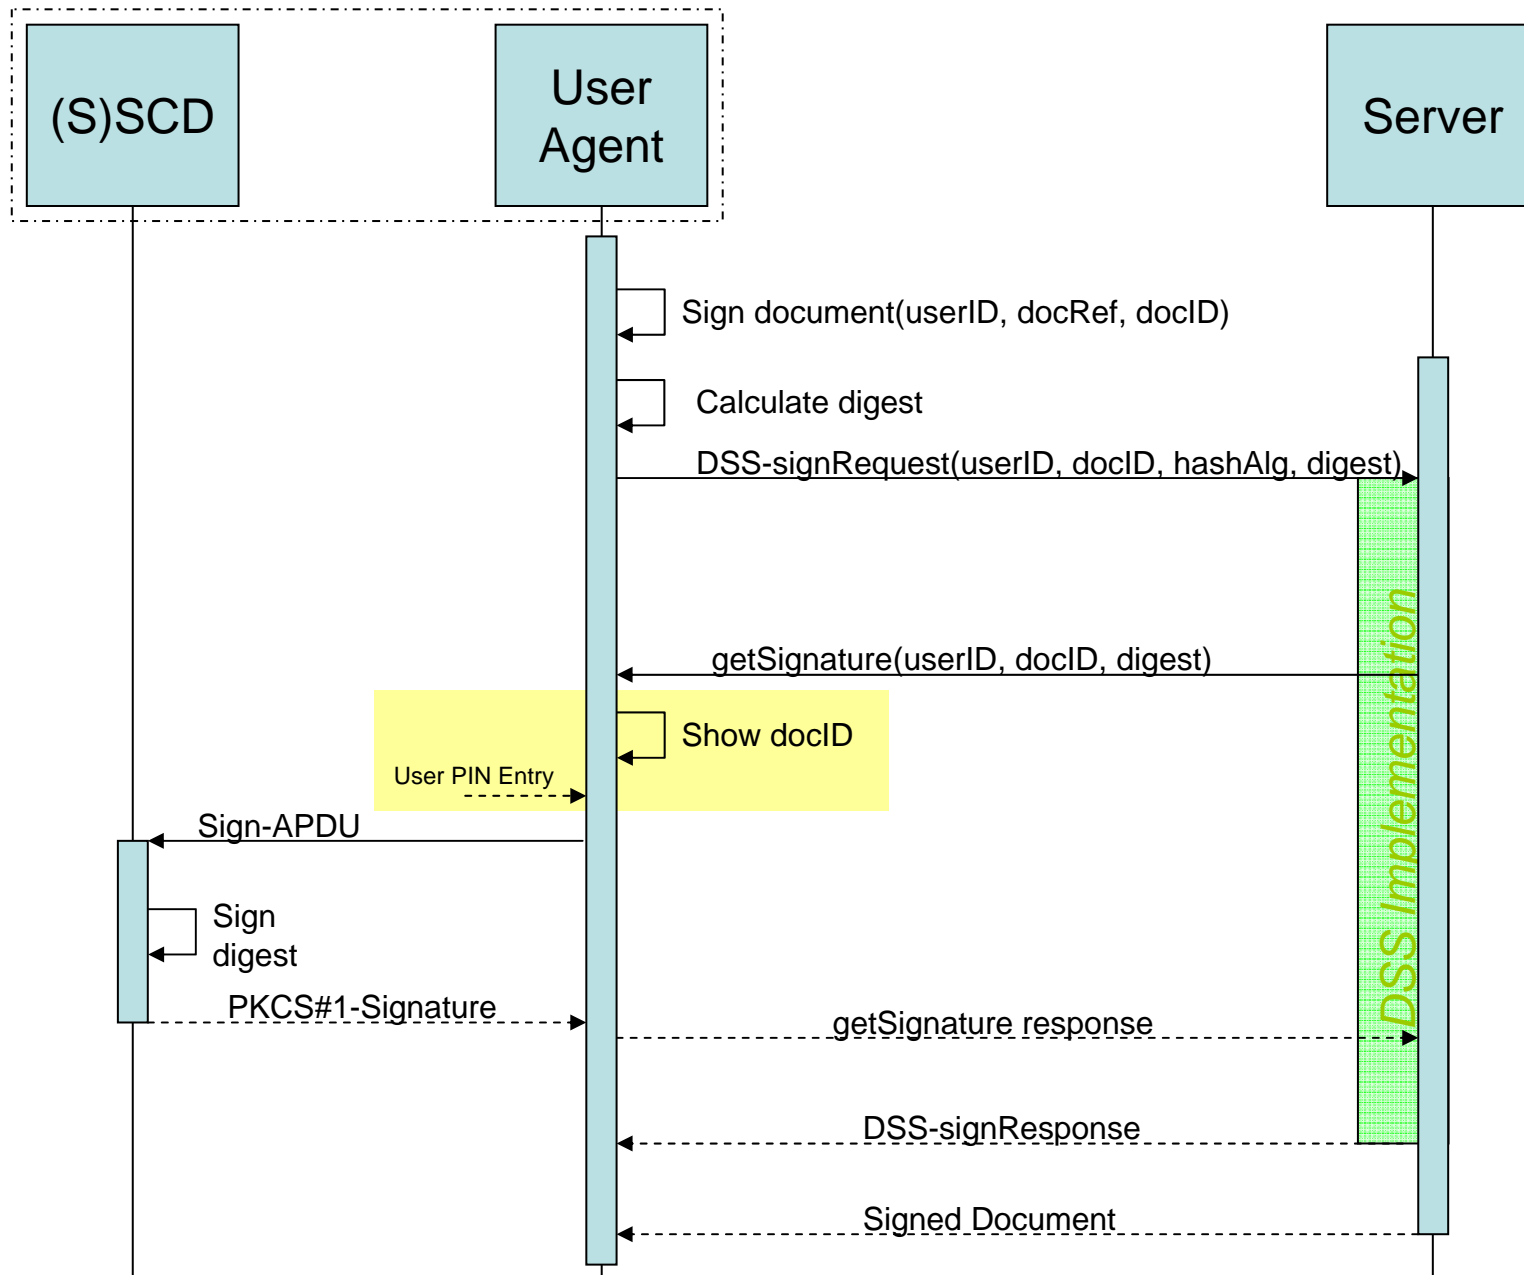 (S)SCD
User
Agent
Server
Sign document(userID, docRef, docID)
Calculate digest
DSS-signRequest(userID, docID, hashAlg, digest)
getSignature(userID, docID, digest)
Show docID
User PIN Entry
Sign-APDU
Sign
digest
PKCS#1-Signature
getSignature response
DSS-signResponse
Signed Document
DSS Implementation